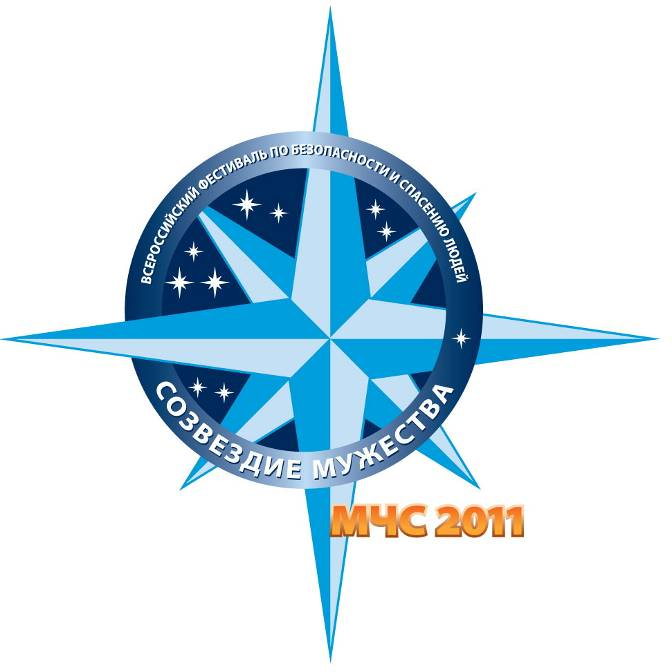 ВСЕРОССИЙСКИЙ ФЕСТИВАЛЬ ПО БЕЗОПАСНОСТИ И СПАСЕНИЮ ЛЮДЕЙ
СОЗВЕЗДИЕ МУЖЕСТВА
МЧС 2011